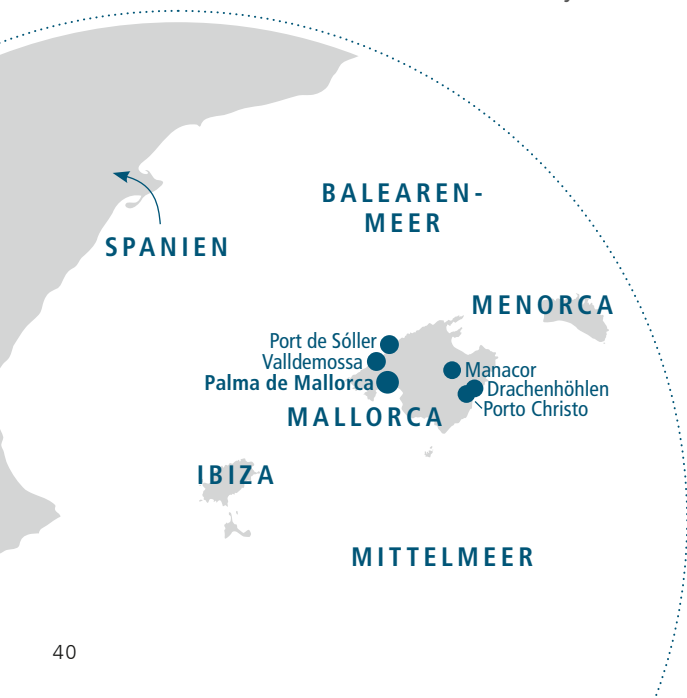 BALEAREN-
MEER
SPANIEN
MENORCA
Port de Sóller
Valldemossa
Palma de Mallorca
Manacor
Drachenhöhlen
Porto Christo
MALLORCA
IBIZA
MITTELMEER
40